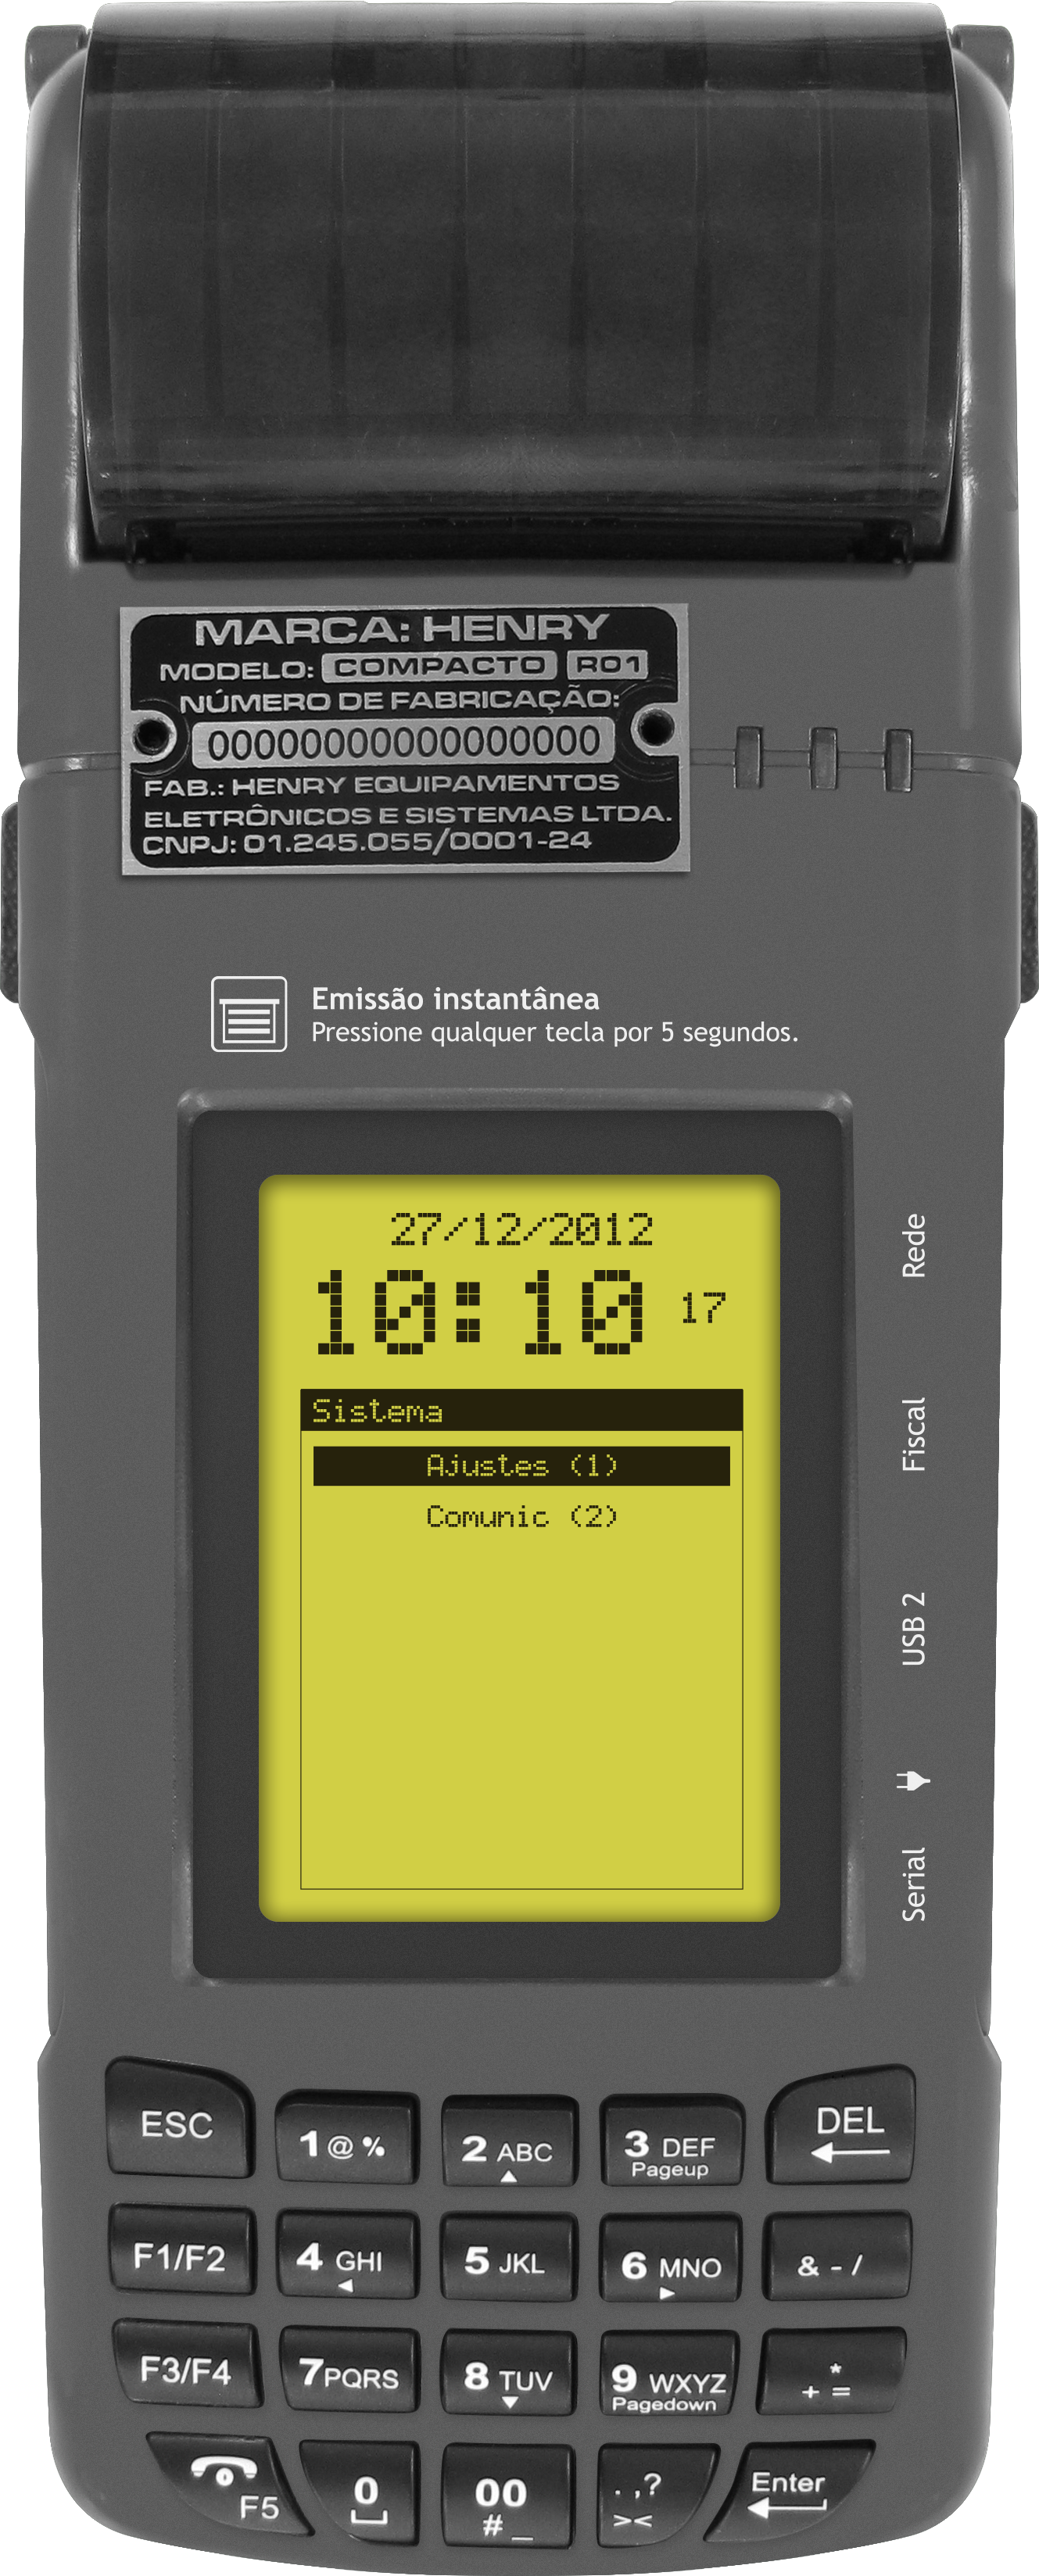 MARCA: HENRY
MODELO: COMPACTO R01
NÚMERO DE FABRICAÇÃO:
00000000000000000
FAB.: HENRY EQUIPAMENTOS
ELETRÔNICOS E SISTEMAS LTDA.
CNPJ: 01.245.055/0001-24
Emissão instantânea
Pressione qualquer tecla por 5 segundos.
27/12/2012
10:10 17
Sistema
Ajustes (1)
Comunic (2)
Rede
Fiscal
USB 2
Serial
ESC 1 @ % 2 ABC 3 DEF DEL
Pageup
F1/F2 4 GHI 5 JKL 6 MNO & - /
F3/F4 7 PQRS 8 TUV 9 WXYZ *
Pagedown + =
F5 0 00 . ,? Enter
# _ ><